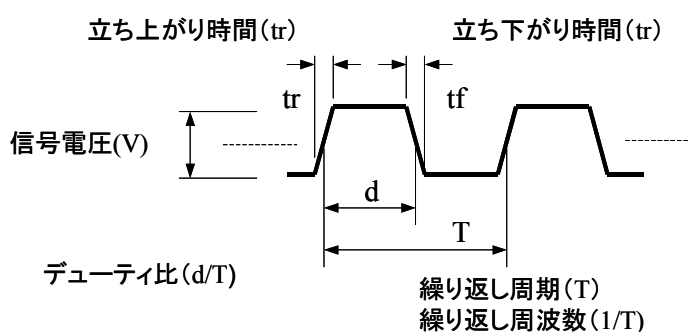 立ち上がり時間(tr)
立ち下がり時間(tr)
tr
tf
信号電圧(V)
d
T
デューティ比(d/T)
繰り返し周期(T)
繰り返し周波数(1/T)